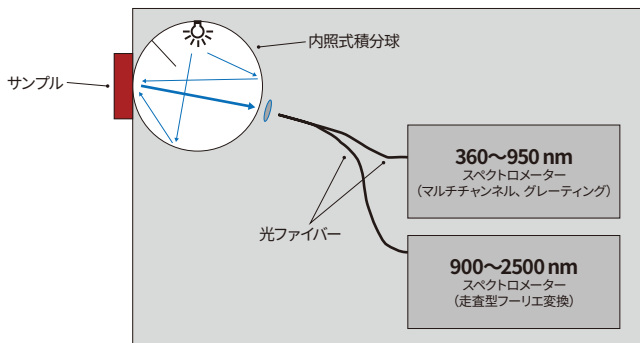 内照式積分球
サンプル
360〜950 nm
スペクトロメーター
（マルチチャンネル、グレーティング）
光ファイバー
900〜2500 nm
スペクトロメーター
（走査型フーリエ変換）